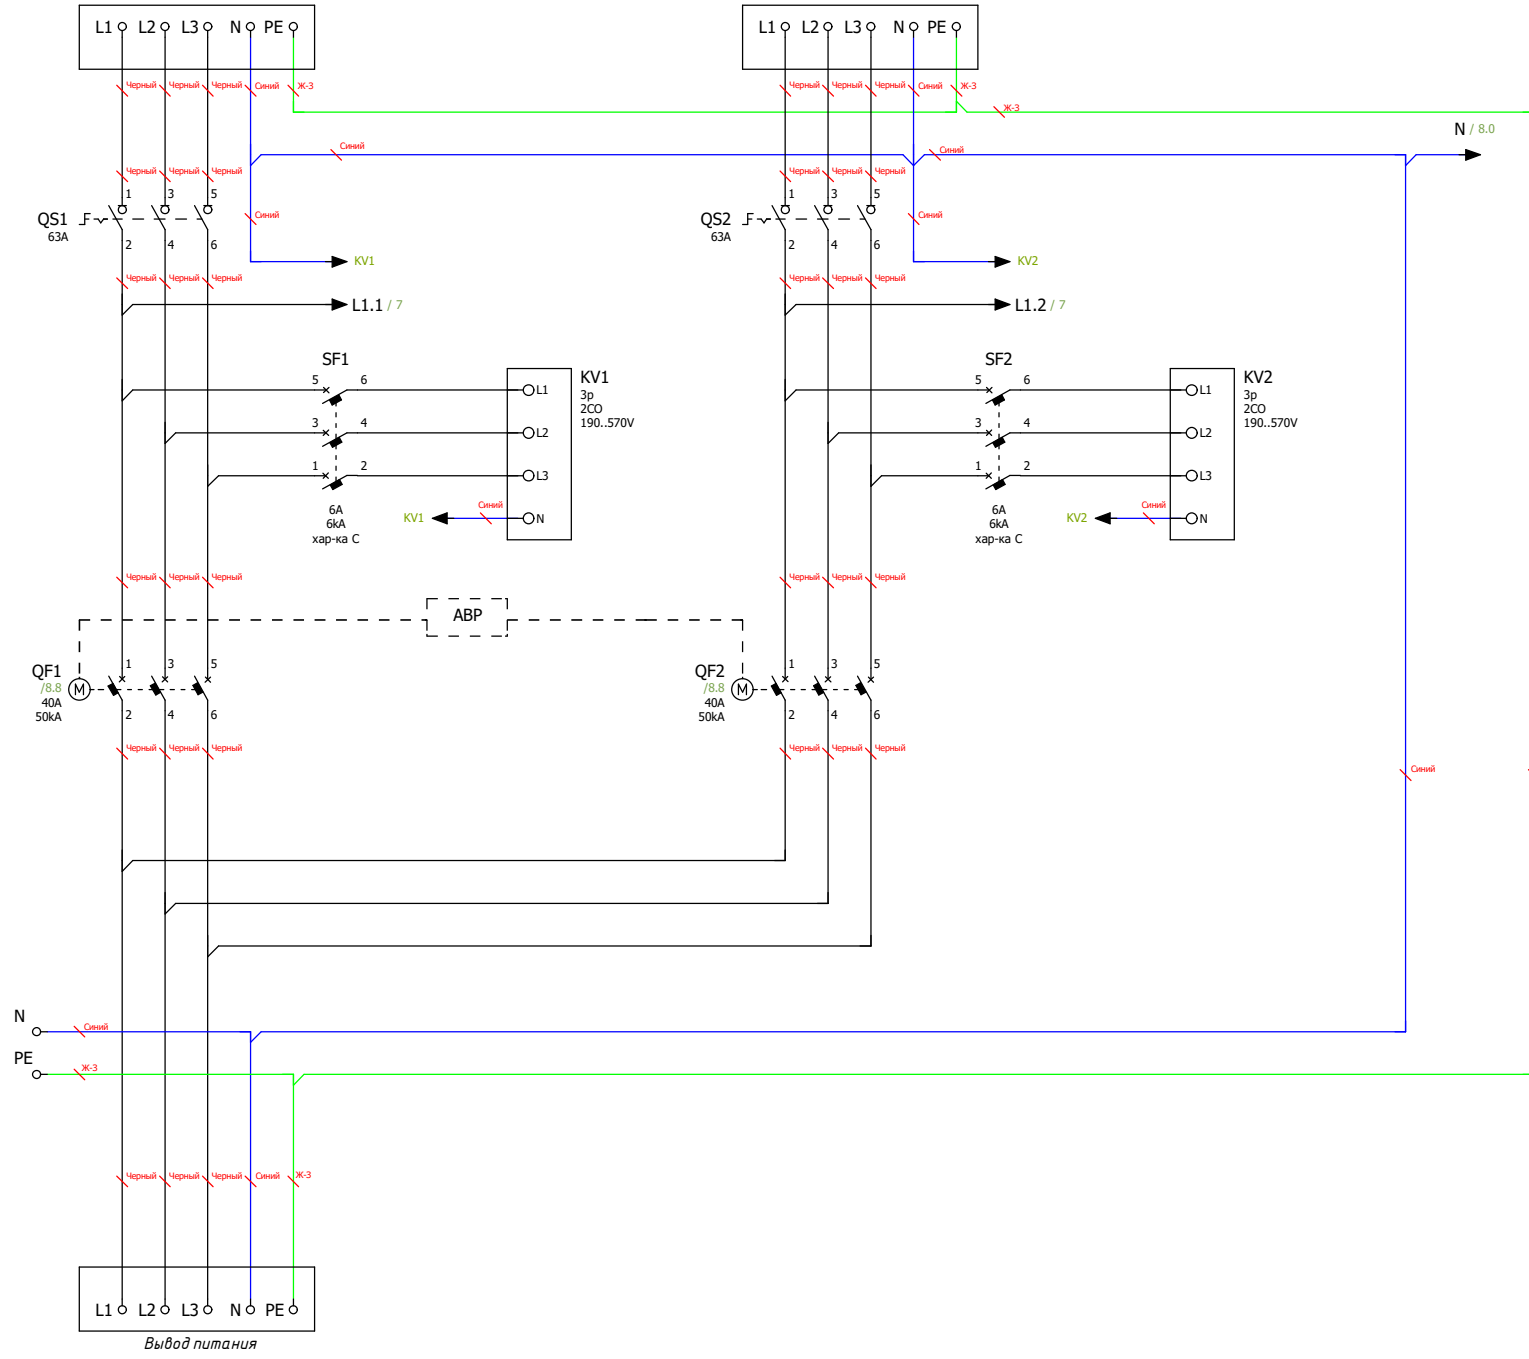 L1 L2 L3 N PE L1 L2 L3 N PE
Черный Черный Черный Синий Ж-З Черный Черный Черный Синий Ж-З
Ж-З
N / 8.0
Синий Синий
Черный Черный Черный Черный Черный Черный
1 3 5 1 3 5
QS1 Синий QS2 Синий
63A 63A
2 4 6 2 4 6
KV1 KV2
Черный Черный Черный Черный Черный Черный
L1.1 / 7 L1.2 / 7
SF1 SF2
5 6 L1 KV1 5 6 L1 KV2
3p 3p
2CO 2CO
190..570V 190..570V
3 4 L2 3 4 L2
1 2 L3 1 2 L3
Синий Синий
6A 6A
KV1 N KV2 N
6kA 6kA
хар-ка С хар-ка С
Черный Черный Черный Черный Черный Черный
АВР
1 3 5 1 3 5
QF1 QF2
/8.8 M /8.8 M
40A 40A
50kA 50kA
2 4 6 2 4 6
Черный Черный Черный Черный Черный Черный
Синий
N
Синий
PE
Ж-З
Черный Черный Черный Синий Ж-З
L1 L2 L3 N PE
Вывод питания